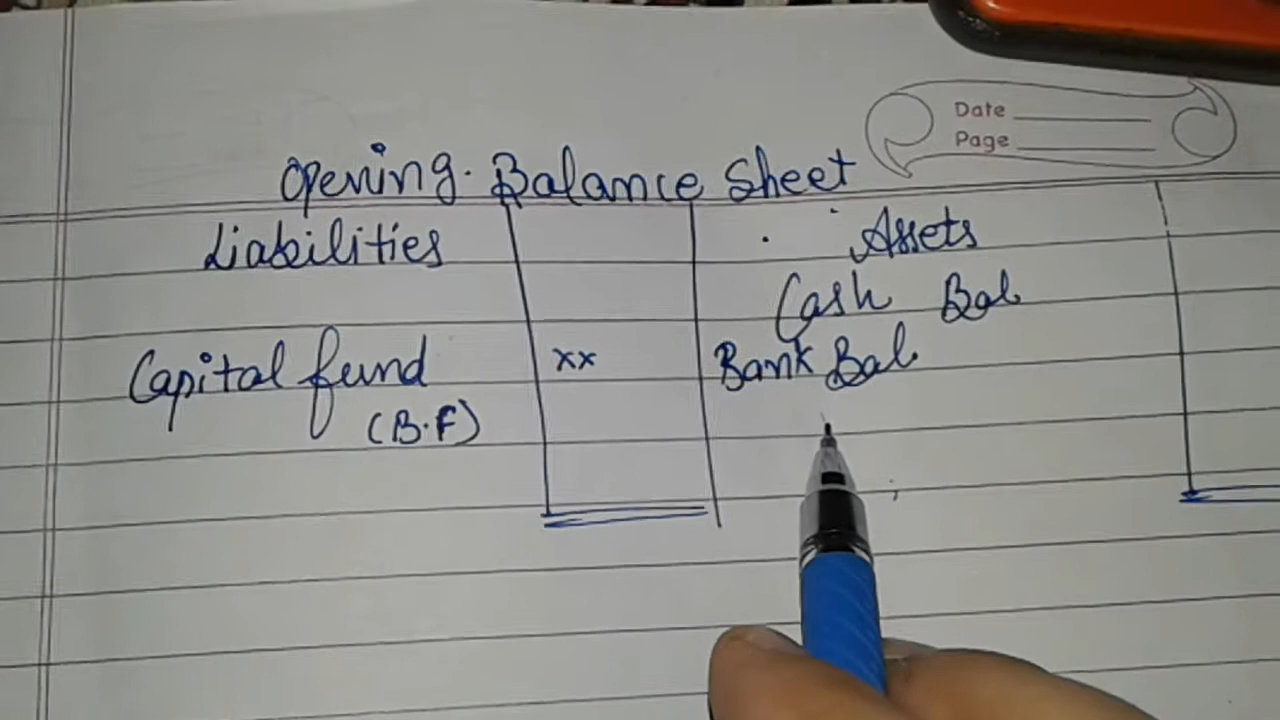 Date
Page
Opening. Balance Sheet
Liabilities Assets
Cash Bal
Capital fund xx Bank Bal
(B.F)